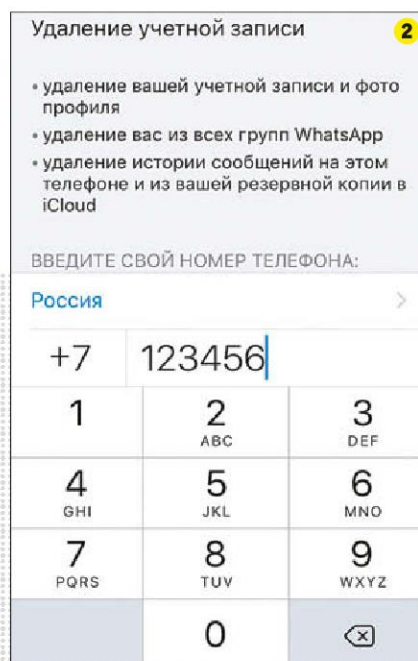 Удаление учетной записи
2
• удаление вашей учетной записи и фото
профиля
• удаление вас из всех групп WhatsApp
• удаление истории сообщений на этом
телефоне и из вашей резервной копии в
iCloud
ВВЕДИТЕ СВОЙ НОМЕР ТЕЛЕФОНА:
Россия >
+7 123456
1 2 3
ABC DEF
4 5 6
GHI JKL MNO
7 8 9
PQRS TUV WXYZ
0